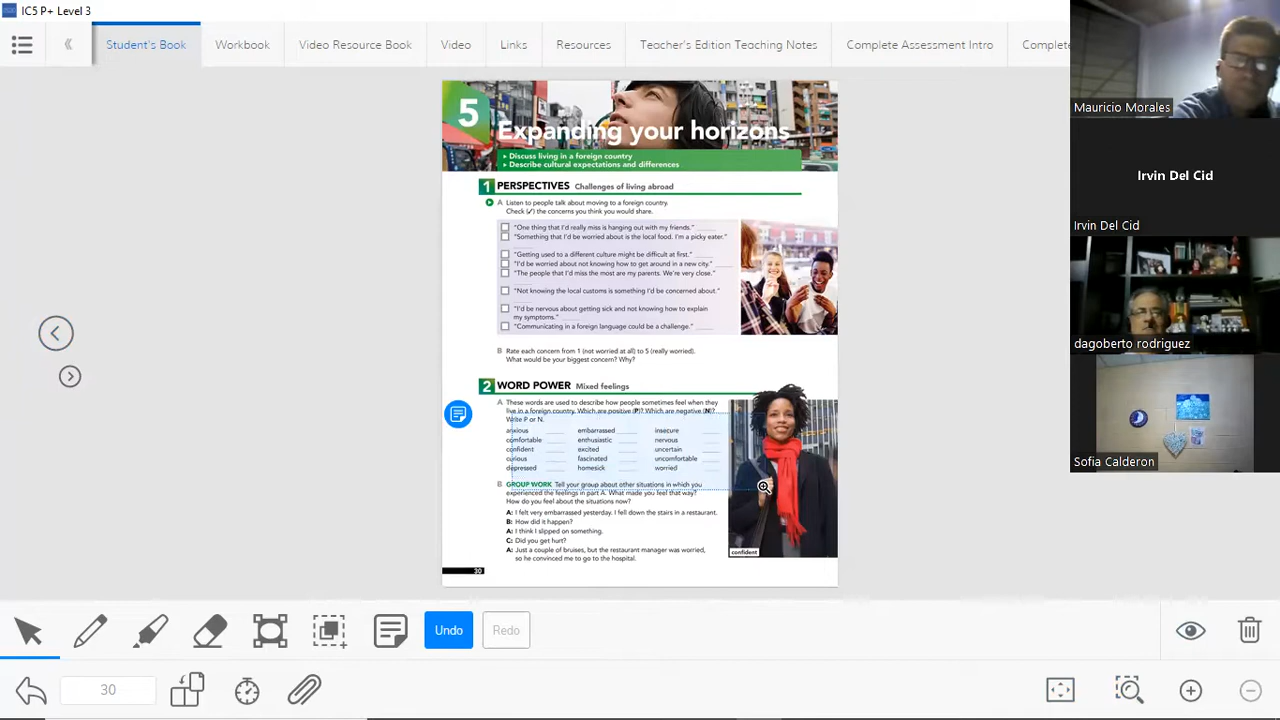 IC5 P+ Level 3
Student's Book
Workbook
Video Resource Book
Video
Links
Resources
Teacher's Edition Teaching Notes
Complete Assessment Intro
Complete
5
Expanding your horizons
▸ Discuss living in a foreign country
▸ Describe cultural expectations and differences
1 PERSPECTIVES Challenges of living abroad
A Listen to people talk about moving to a foreign country.
Check (✓) the concerns you think you would share.
"One thing that I'd really miss is hanging out with my friends."
"Something that I'd be worried about is the local food. I'm a picky eater."
"Getting used to a different culture might be difficult at first."
"I'd be worried about not knowing how to get around in a new city."
"The people that I'd miss the most are my parents. We're very close."
"Not knowing the local customs is something I'd be concerned about."
"I'd be nervous about getting sick and not knowing how to explain
my symptoms."
"Communicating in a foreign language could be a challenge."
B Rate each concern from 1 (not worried at all) to 5 (really worried).
What would be your biggest concern? Why?
2 WORD POWER Mixed feelings
A These words are used to describe how people sometimes feel when they
live in a foreign country. Which are positive (P)? Which are negative (N)?
Write P or N.
anxious embarrassed insecure
comfortable enthusiastic nervous
confident excited uncertain
curious fascinated uncomfortable
depressed homesick worried
B GROUP WORK Tell your group about other situations in which you
experienced the feelings in part A. What made you feel that way?
How do you feel about the situations now?
A: I felt very embarrassed yesterday. I fell down the stairs in a restaurant.
B: How did it happen?
A: I think I slipped on something.
C: Did you get hurt?
A: Just a couple of bruises, but the restaurant manager was worried,
so he convinced me to go to the hospital.
confident
30
Undo
Redo
30
Mauricio Morales
Irvin Del Cid
Irvin Del Cid
dagoberto rodriguez
Sofia Calderon